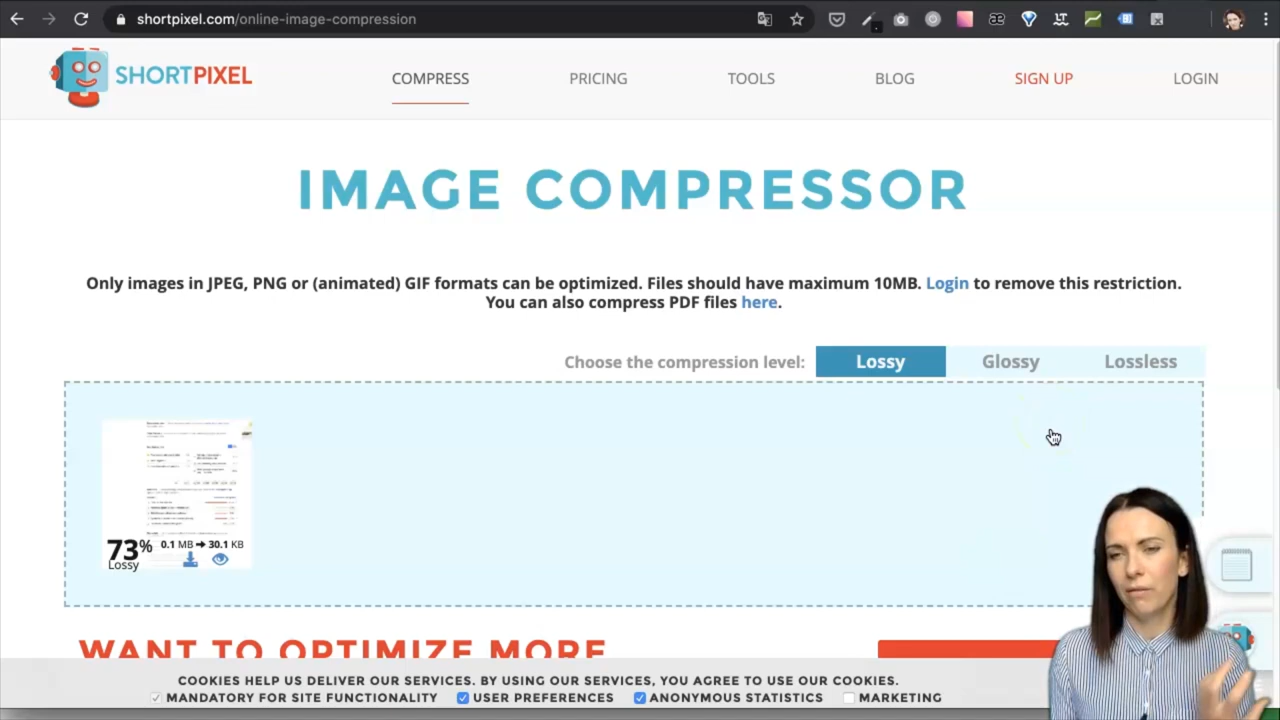 shortpixel.com/online-image-compression
SHORTPIXEL
COMPRESS
PRICING
TOOLS
BLOG
SIGN UP
LOGIN
IMAGE COMPRESSOR
Only images in JPEG, PNG or (animated) GIF formats can be optimized. Files should have maximum 10MB. Login to remove this restriction.
You can also compress PDF files here.
Choose the compression level:
Lossy
Glossy
Lossless
73%
0.1 MB ➔ 30.1 KB
Lossy
WANT TO OPTIMIZE MORE
COOKIES HELP US DELIVER OUR SERVICES. BY USING OUR SERVICES, YOU AGREE TO USE OUR COOKIES.
MANDATORY FOR SITE FUNCTIONALITY
USER PREFERENCES
ANONYMOUS STATISTICS
MARKETING